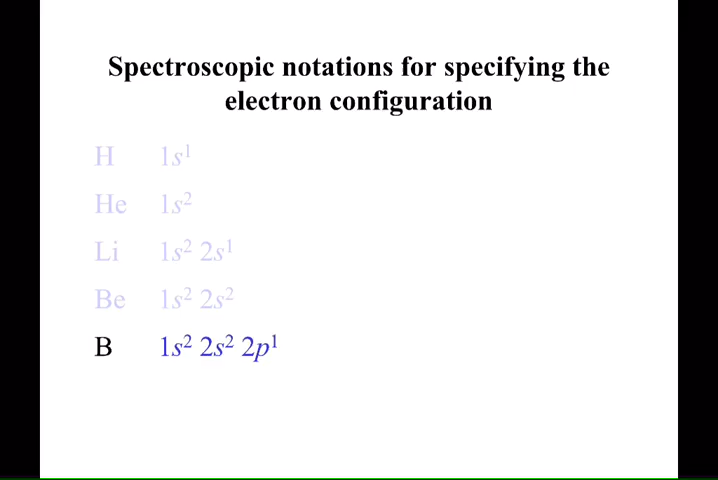 Spectroscopic notations for specifying the
electron configuration
H 1s¹
He 1s²
Li 1s² 2s¹
Be 1s² 2s²
B 1s² 2s² 2p¹